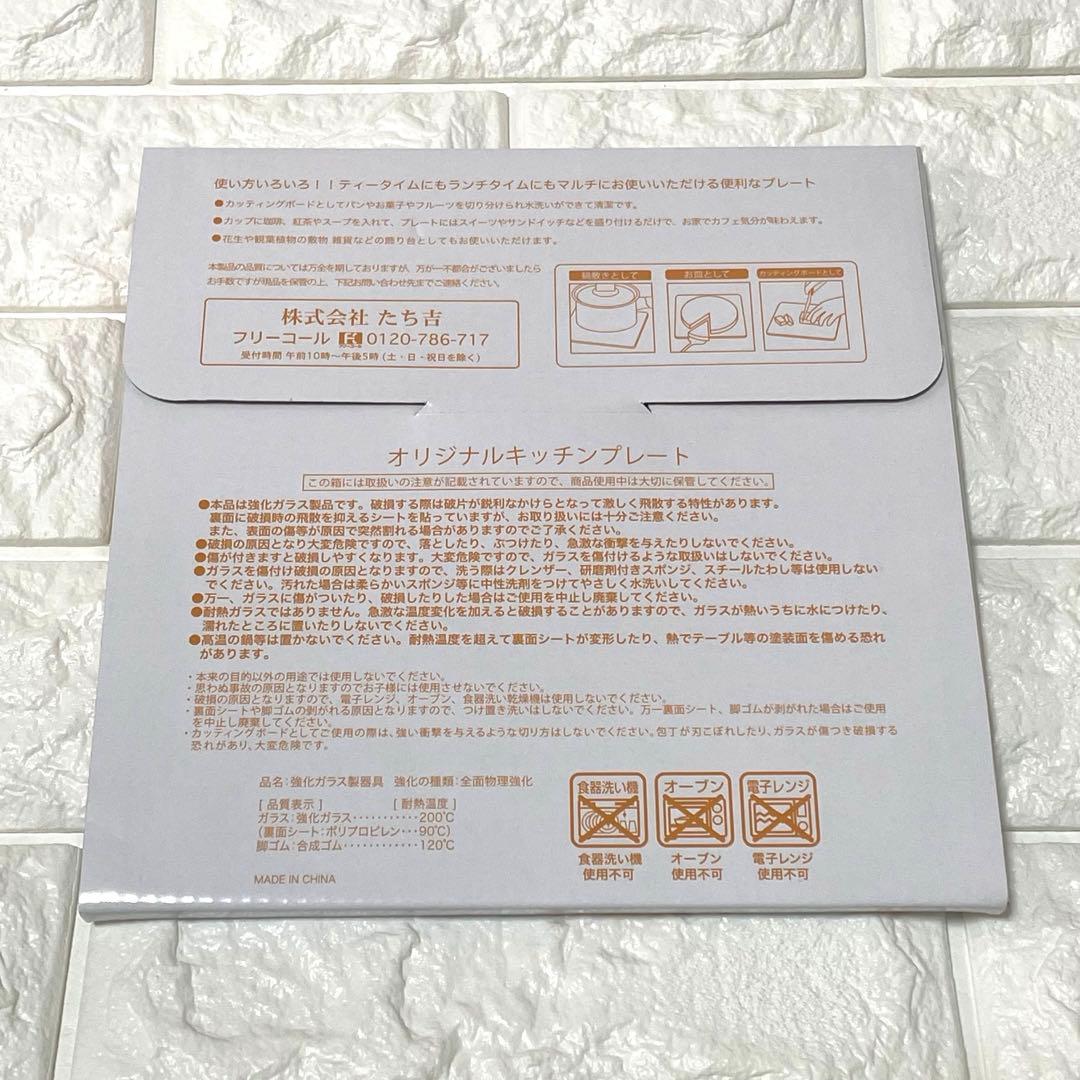 使い方いろいろ！！ティータイムにもランチタイムにもマルチにお使いいただける便利なプレート
●カッティングボードとしてパンやお菓子やフルーツを切り分けられ水洗いができて清潔です。
●カップに珈琲、紅茶やスープを入れて、プレートにはスイーツやサンドイッチなどを盛り付けるだけで、お家でカフェ気分が味わえます。
●花生や観葉植物の敷物 雑貨などの飾り台としてもお使いいただけます。
本製品の品質については万全を期しておりますが、万が一不都合がございましたら
お手数ですが現品を保管の上、下記お問い合わせ先までご連絡ください。
株式会社 たち吉
フリーコール 0120-786-717
受付時間 午前10時〜午後5時 (土・日・祝日を除く)
鍋敷きとして
お皿として
カッティングボードとして
オリジナルキッチンプレート
この箱には取扱いの注意が記載されていますので、商品使用中は大切に保管してください。
●本品は強化ガラス製品です。破損する際は破片が鋭利なかけらとなって激しく飛散する特性があります。
裏面に破損時の飛散を抑えるシートを貼っていますが、お取り扱いには十分ご注意ください。
また、表面の傷等が原因で突然割れる場合がありますのでご了承ください。
●破損の原因となり大変危険ですので、落としたり、ぶつけたり、急激な衝撃を与えたりしないでください。
●傷が付きますと破損しやすくなります。大変危険ですので、ガラスを傷付けるような取扱いはしないでください。
●ガラスを傷付け破損の原因となりますので、洗う際はクレンザー、研磨剤付きスポンジ、スチールたわし等は使用しない
でください。汚れた場合は柔らかいスポンジ等に中性洗剤をつけてやさしく水洗いしてください。
●万一、ガラスに傷がついたり、破損したりした場合はご使用を中止し廃棄してください。
●耐熱ガラスではありません。急激な温度変化を加えると破損することがありますので、ガラスが熱いうちに水につけたり、
濡れたところに置いたりしないでください。
●高温の鍋等は置かないでください。耐熱温度を超えて裏面シートが変形したり、熱でテーブル等の塗装面を傷める恐れ
があります。
・本来の目的以外の用途では使用しないでください。
・思わぬ事故の原因となりますのでお子様には使用させないでください。
・破損の原因となりますので、電子レンジ、オーブン、食器洗い乾燥機は使用しないでください。
・裏面シートや脚ゴムの剥がれる原因となりますので、つけ置き洗いはしないでください。万一裏面シート、脚ゴムが剥がれた場合はご使用
を中止し廃棄してください。
・カッティングボードとしてご使用の際は、強い衝撃を与えるような切り方はしないでください。包丁が刃こぼれしたり、ガラスが傷つき破損する
恐れがあり、大変危険です。
品名：強化ガラス製器具 強化の種類：全面物理強化
[ 品質表示 ] [ 耐熱温度 ]
ガラス：強化ガラス・・・・・・・・・・・200℃
(裏面シート：ポリプロピレン・・・90℃)
脚ゴム：合成ゴム・・・・・・・・・・・・・120℃
MADE IN CHINA
食器洗い機
食器洗い機
使用不可
オーブン
オーブン
使用不可
電子レンジ
電子レンジ
使用不可